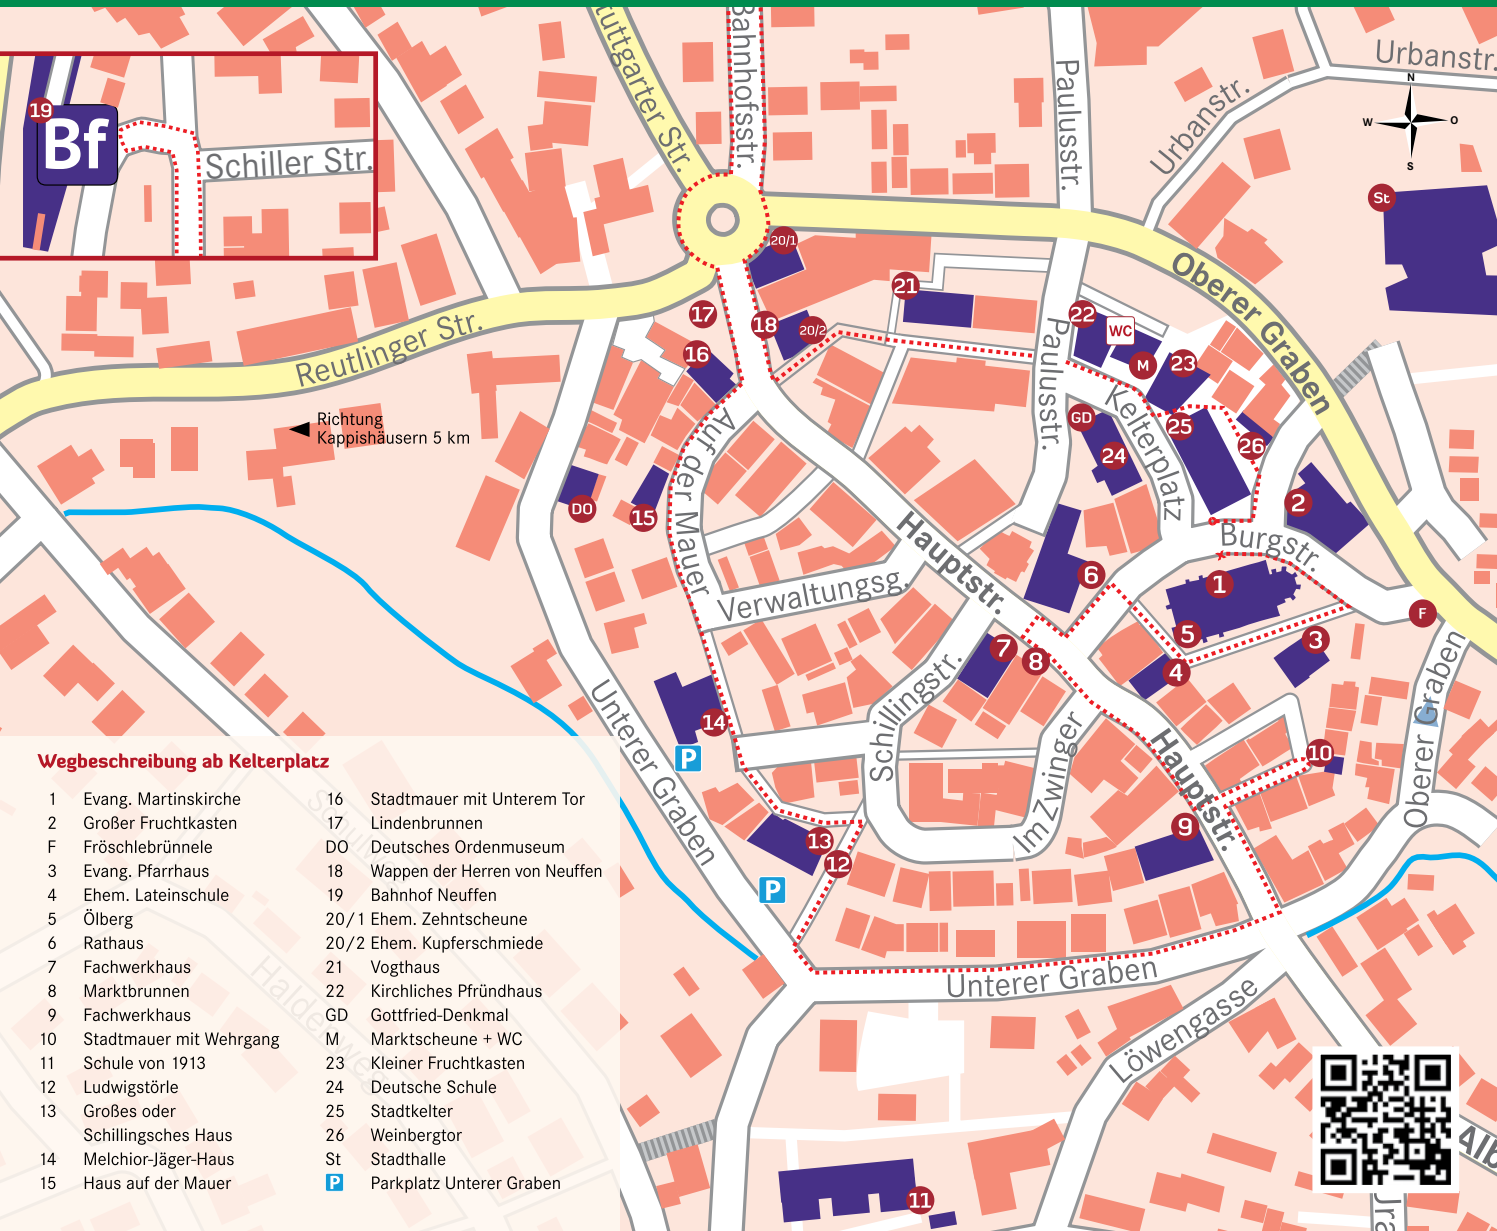 Stuttgarter Str.
Bahnhofsstr.
Paulusstr.
Urbanstr.
Urbanstr.
N
W
O
S
19
Bf
Schiller Str.
St
20/1
Oberer Graben
21
17
18
20/2
22
WC
16
M
23
Reutlinger Str.
Paulusstr.
Kelterplatz
Richtung
Kappishäusern 5 km
GD
25
26
24
Auf der Mauer
DO
15
2
Hauptstr.
Burgstr.
6
1
Verwaltungsg.
F
5
3
7
8
4
Oberer Graben
Schillingstr.
Unterer Graben
14
P
Im Zwinger
Hauptstr.
10
9
13
12
P
Unterer Graben
Löwengasse
11
Wegbeschreibung ab Kelterplatz
1 Evang. Martinskirche
2 Großer Fruchtkasten
F Fröschlebrünnele
3 Evang. Pfarrhaus
4 Ehem. Lateinschule
5 Ölberg
6 Rathaus
7 Fachwerkhaus
8 Marktbrunnen
9 Fachwerkhaus
10 Stadtmauer mit Wehrgang
11 Schule von 1913
12 Ludwigstörle
13 Großes oder
Schillingsches Haus
14 Melchior-Jäger-Haus
15 Haus auf der Mauer
16 Stadtmauer mit Unterem Tor
17 Lindenbrunnen
DO Deutsches Ordenmuseum
18 Wappen der Herren von Neuffen
19 Bahnhof Neuffen
20/1 Ehem. Zehntscheune
20/2 Ehem. Kupferschmiede
21 Vogthaus
22 Kirchliches Pfründhaus
GD Gottfried-Denkmal
M Marktscheune + WC
23 Kleiner Fruchtkasten
24 Deutsche Schule
25 Stadtkelter
26 Weinbergtor
St Stadthalle
P Parkplatz Unterer Graben